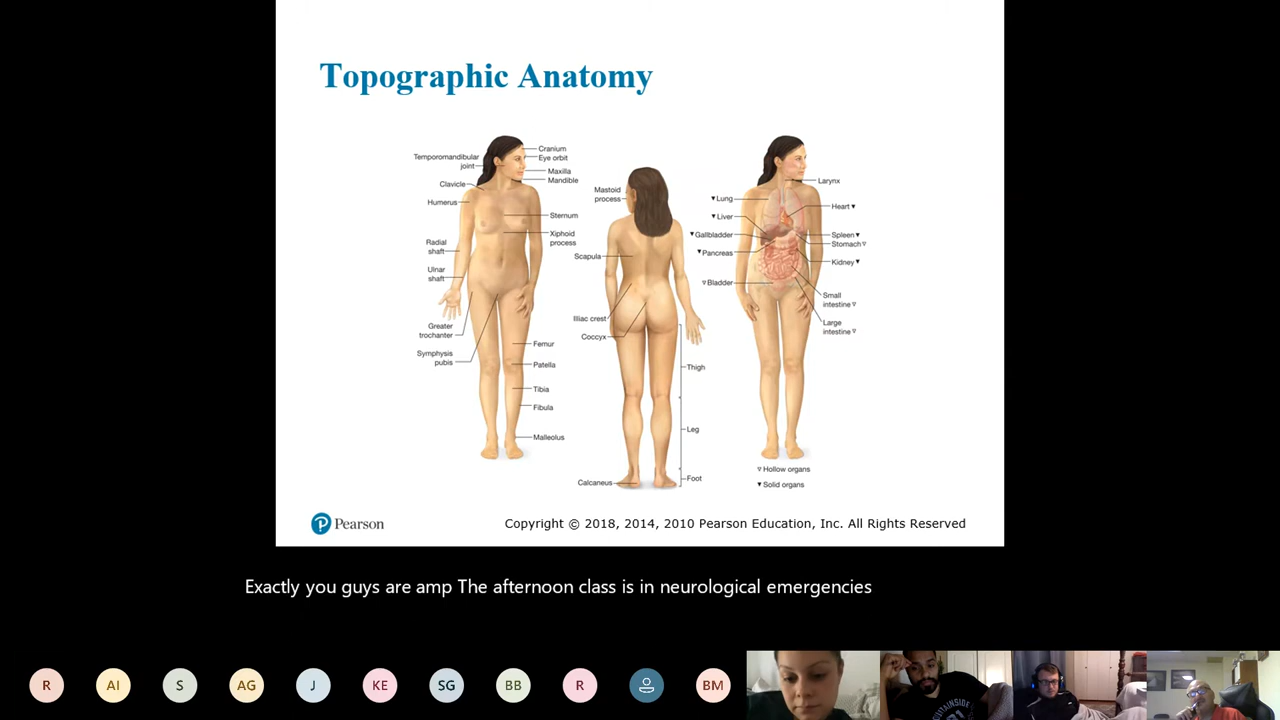 Topographic Anatomy
Temporomandibular
joint
Clavicle
Humerus
Radial
shaft
Ulnar
shaft
Greater
trochanter
Symphysis
pubis
Cranium
Eye orbit
Maxilla
Mandible
Sternum
Xiphoid
process
Femur
Patella
Tibia
Fibula
Malleolus
Mastoid
process
Scapula
Illiac crest
Coccyx
Calcaneus
Thigh
Leg
Foot
▼Lung
▼Liver
▼Gallbladder
▼Pancreas
▿Bladder
Larynx
Heart▼
Spleen▼
Stomach▿
Kidney▼
Small
intestine ▿
Large
intestine ▿
▿ Hollow organs
▼ Solid organs
P Pearson
Copyright © 2018, 2014, 2010 Pearson Education, Inc. All Rights Reserved
Exactly you guys are amp The afternoon class is in neurological emergencies
R AI S AG J KE SG BB R BM